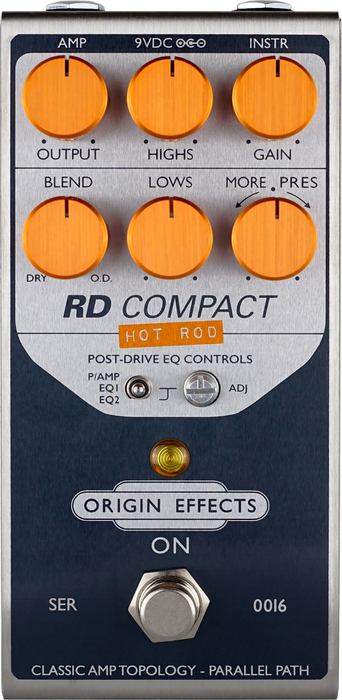 AMP 9VDC INSTR
OUTPUT HIGHS GAIN
BLEND LOWS MORE PRES
DRY O.D.
RD COMPACT
HOT ROD
POST-DRIVE EQ CONTROLS
P/AMP
EQ1 ADJ
EQ2
ORIGIN EFFECTS
ON
SER 0016
CLASSIC AMP TOPOLOGY - PARALLEL PATH